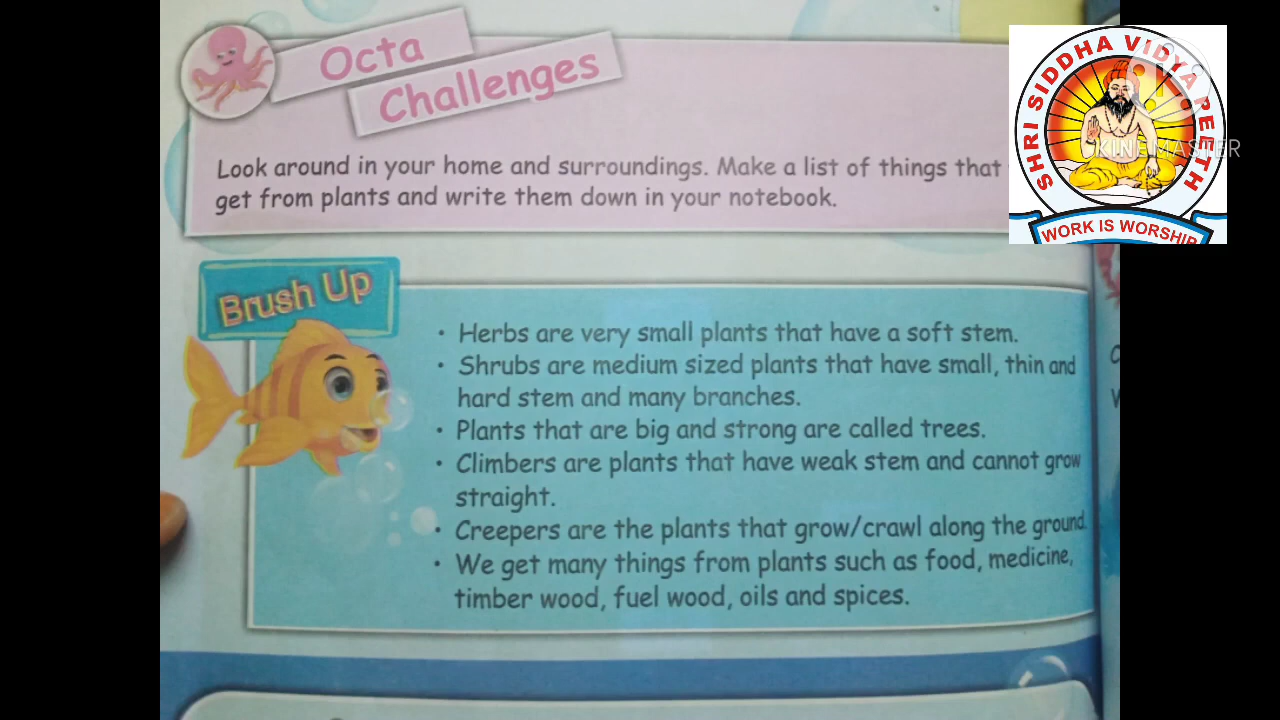 Octa
Challenges
Look around in your home and surroundings. Make a list of things that
get from plants and write them down in your notebook.
SHRI SIDDHA VIDYA PEETH
KINEMASTER
WORK IS WORSHIP
Brush Up
• Herbs are very small plants that have a soft stem.
• Shrubs are medium sized plants that have small, thin and
hard stem and many branches.
• Plants that are big and strong are called trees.
• Climbers are plants that have weak stem and cannot grow
straight.
• Creepers are the plants that grow/crawl along the ground.
• We get many things from plants such as food, medicine,
timber wood, fuel wood, oils and spices.